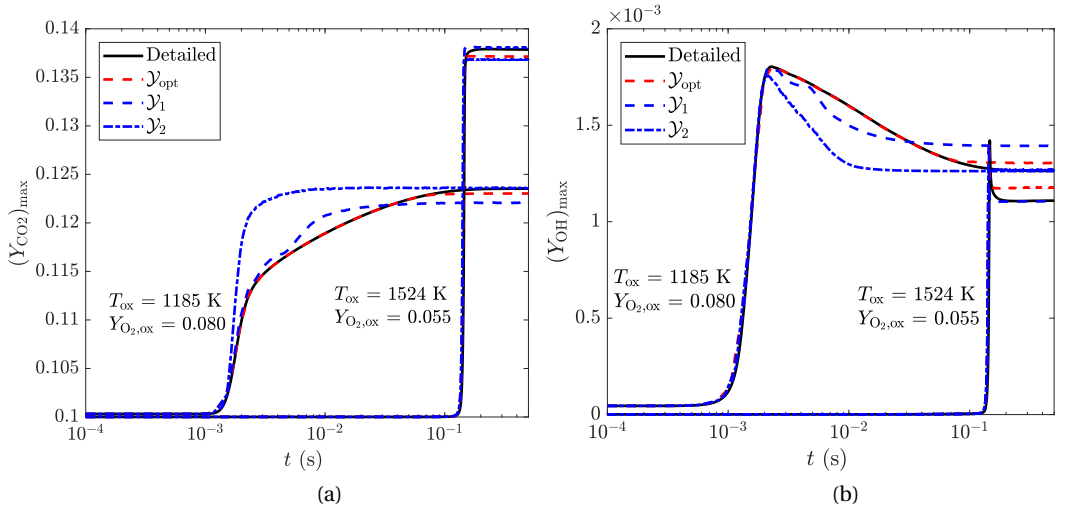 0.14
0.135
0.13
0.125
0.12
0.115
0.11
0.105
0.1
(Y_CO2)_max
Detailed
𝒴_opt
𝒴_1
𝒴_2
T_ox = 1185 K
Y_O₂,ox = 0.080
T_ox = 1524 K
Y_O₂,ox = 0.055
10^-4
10^-3
10^-2
10^-1
t (s)
(a)
×10^-3
2
1.5
1
0.5
0
(Y_OH)_max
Detailed
𝒴_opt
𝒴_1
𝒴_2
T_ox = 1185 K
Y_O₂,ox = 0.080
T_ox = 1524 K
Y_O₂,ox = 0.055
10^-4
10^-3
10^-2
10^-1
t (s)
(b)